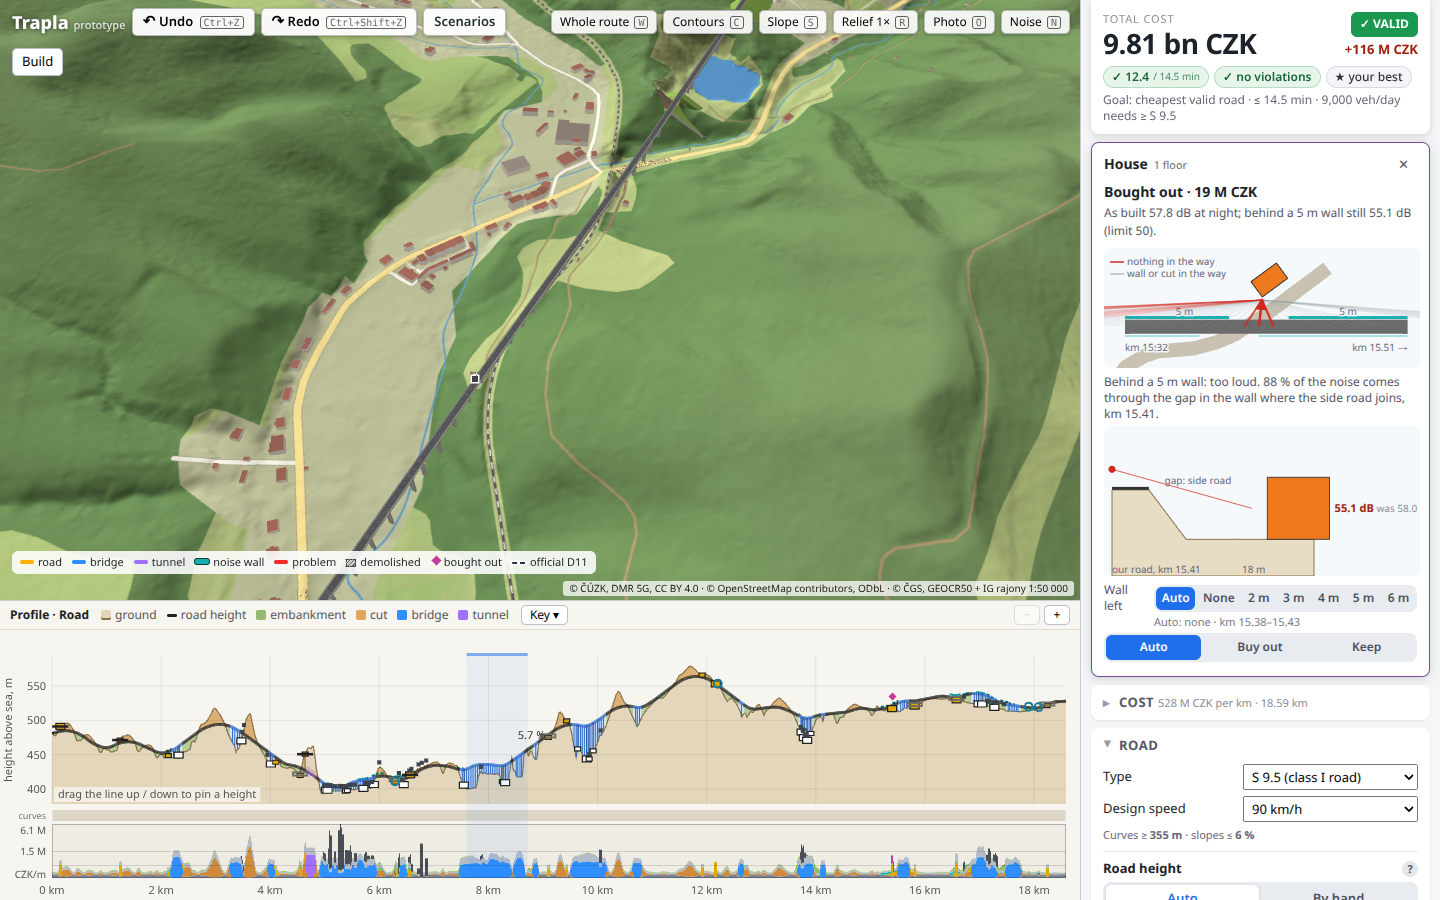 Trapla prototype
↶ Undo Ctrl+Z
↷ Redo Ctrl+Shift+Z
Scenarios
Whole route W
Contours C
Slope S
Relief 1× R
Photo O
Noise N
Build
road
bridge
tunnel
noise wall
problem
demolished
bought out
official D11
© ČÚZK, DMR 5G, CC BY 4.0 · © OpenStreetMap contributors, ODbL · © ČGS, GEOCR50 + IG rajony 1:50 000
Profile · Road
ground
road height
embankment
cut
bridge
tunnel
Key ▾
−
+
height above sea, m
550
500
450
400
5.7 %
drag the line up / down to pin a height
curves
6.1 M
1.5 M
CZK/m
0 km
2 km
4 km
6 km
8 km
10 km
12 km
14 km
16 km
18 km
TOTAL COST
✓ VALID
9.81 bn CZK
+116 M CZK
✓ 12.4 / 14.5 min
✓ no violations
★ your best
Goal: cheapest valid road · ≤ 14.5 min · 9,000 veh/day
needs ≥ S 9.5
House 1 floor
✕
Bought out · 19 M CZK
As built 57.8 dB at night; behind a 5 m wall still 55.1 dB
(limit 50).
nothing in the way
wall or cut in the way
5 m
5 m
km 15.32
km 15.51 →
Behind a 5 m wall: too loud. 88 % of the noise comes
through the gap in the wall where the side road joins,
km 15.41.
gap: side road
55.1 dB was 58.0
our road, km 15.41
18 m
Wall
left
Auto
None
2 m
3 m
4 m
5 m
6 m
Auto: none · km 15.38–15.43
Auto
Buy out
Keep
▶ COST 528 M CZK per km · 18.59 km
▼ ROAD
Type
S 9.5 (class I road)
Design speed
90 km/h
Curves ≥ 355 m · slopes ≤ 6 %
Road height
?
Auto
By hand